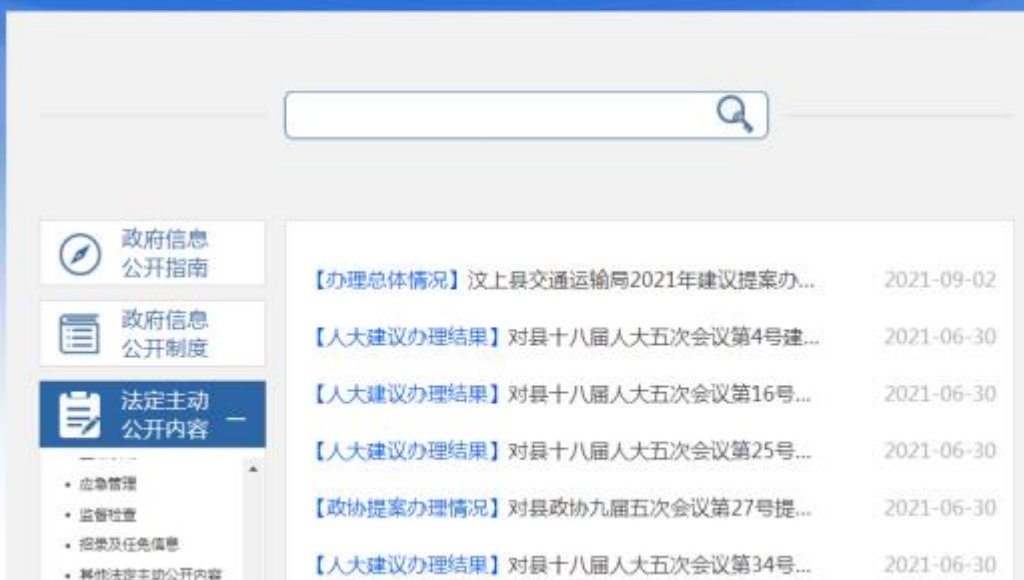 政府信息
公开指南
政府信息
公开制度
法定主动
公开内容
应急管理
监督检查
招录及任免信息
其他法定主动公开内容
【办理总体情况】汶上县交通运输局2021年建议提案办... 2021-09-02
【人大建议办理结果】对县十八届人大五次会议第4号建... 2021-06-30
【人大建议办理结果】对县十八届人大五次会议第16号... 2021-06-30
【人大建议办理结果】对县十八届人大五次会议第25号... 2021-06-30
【政协提案办理情况】对县政协九届五次会议第27号提... 2021-06-30
【人大建议办理结果】对县十八届人大五次会议第34号... 2021-06-30